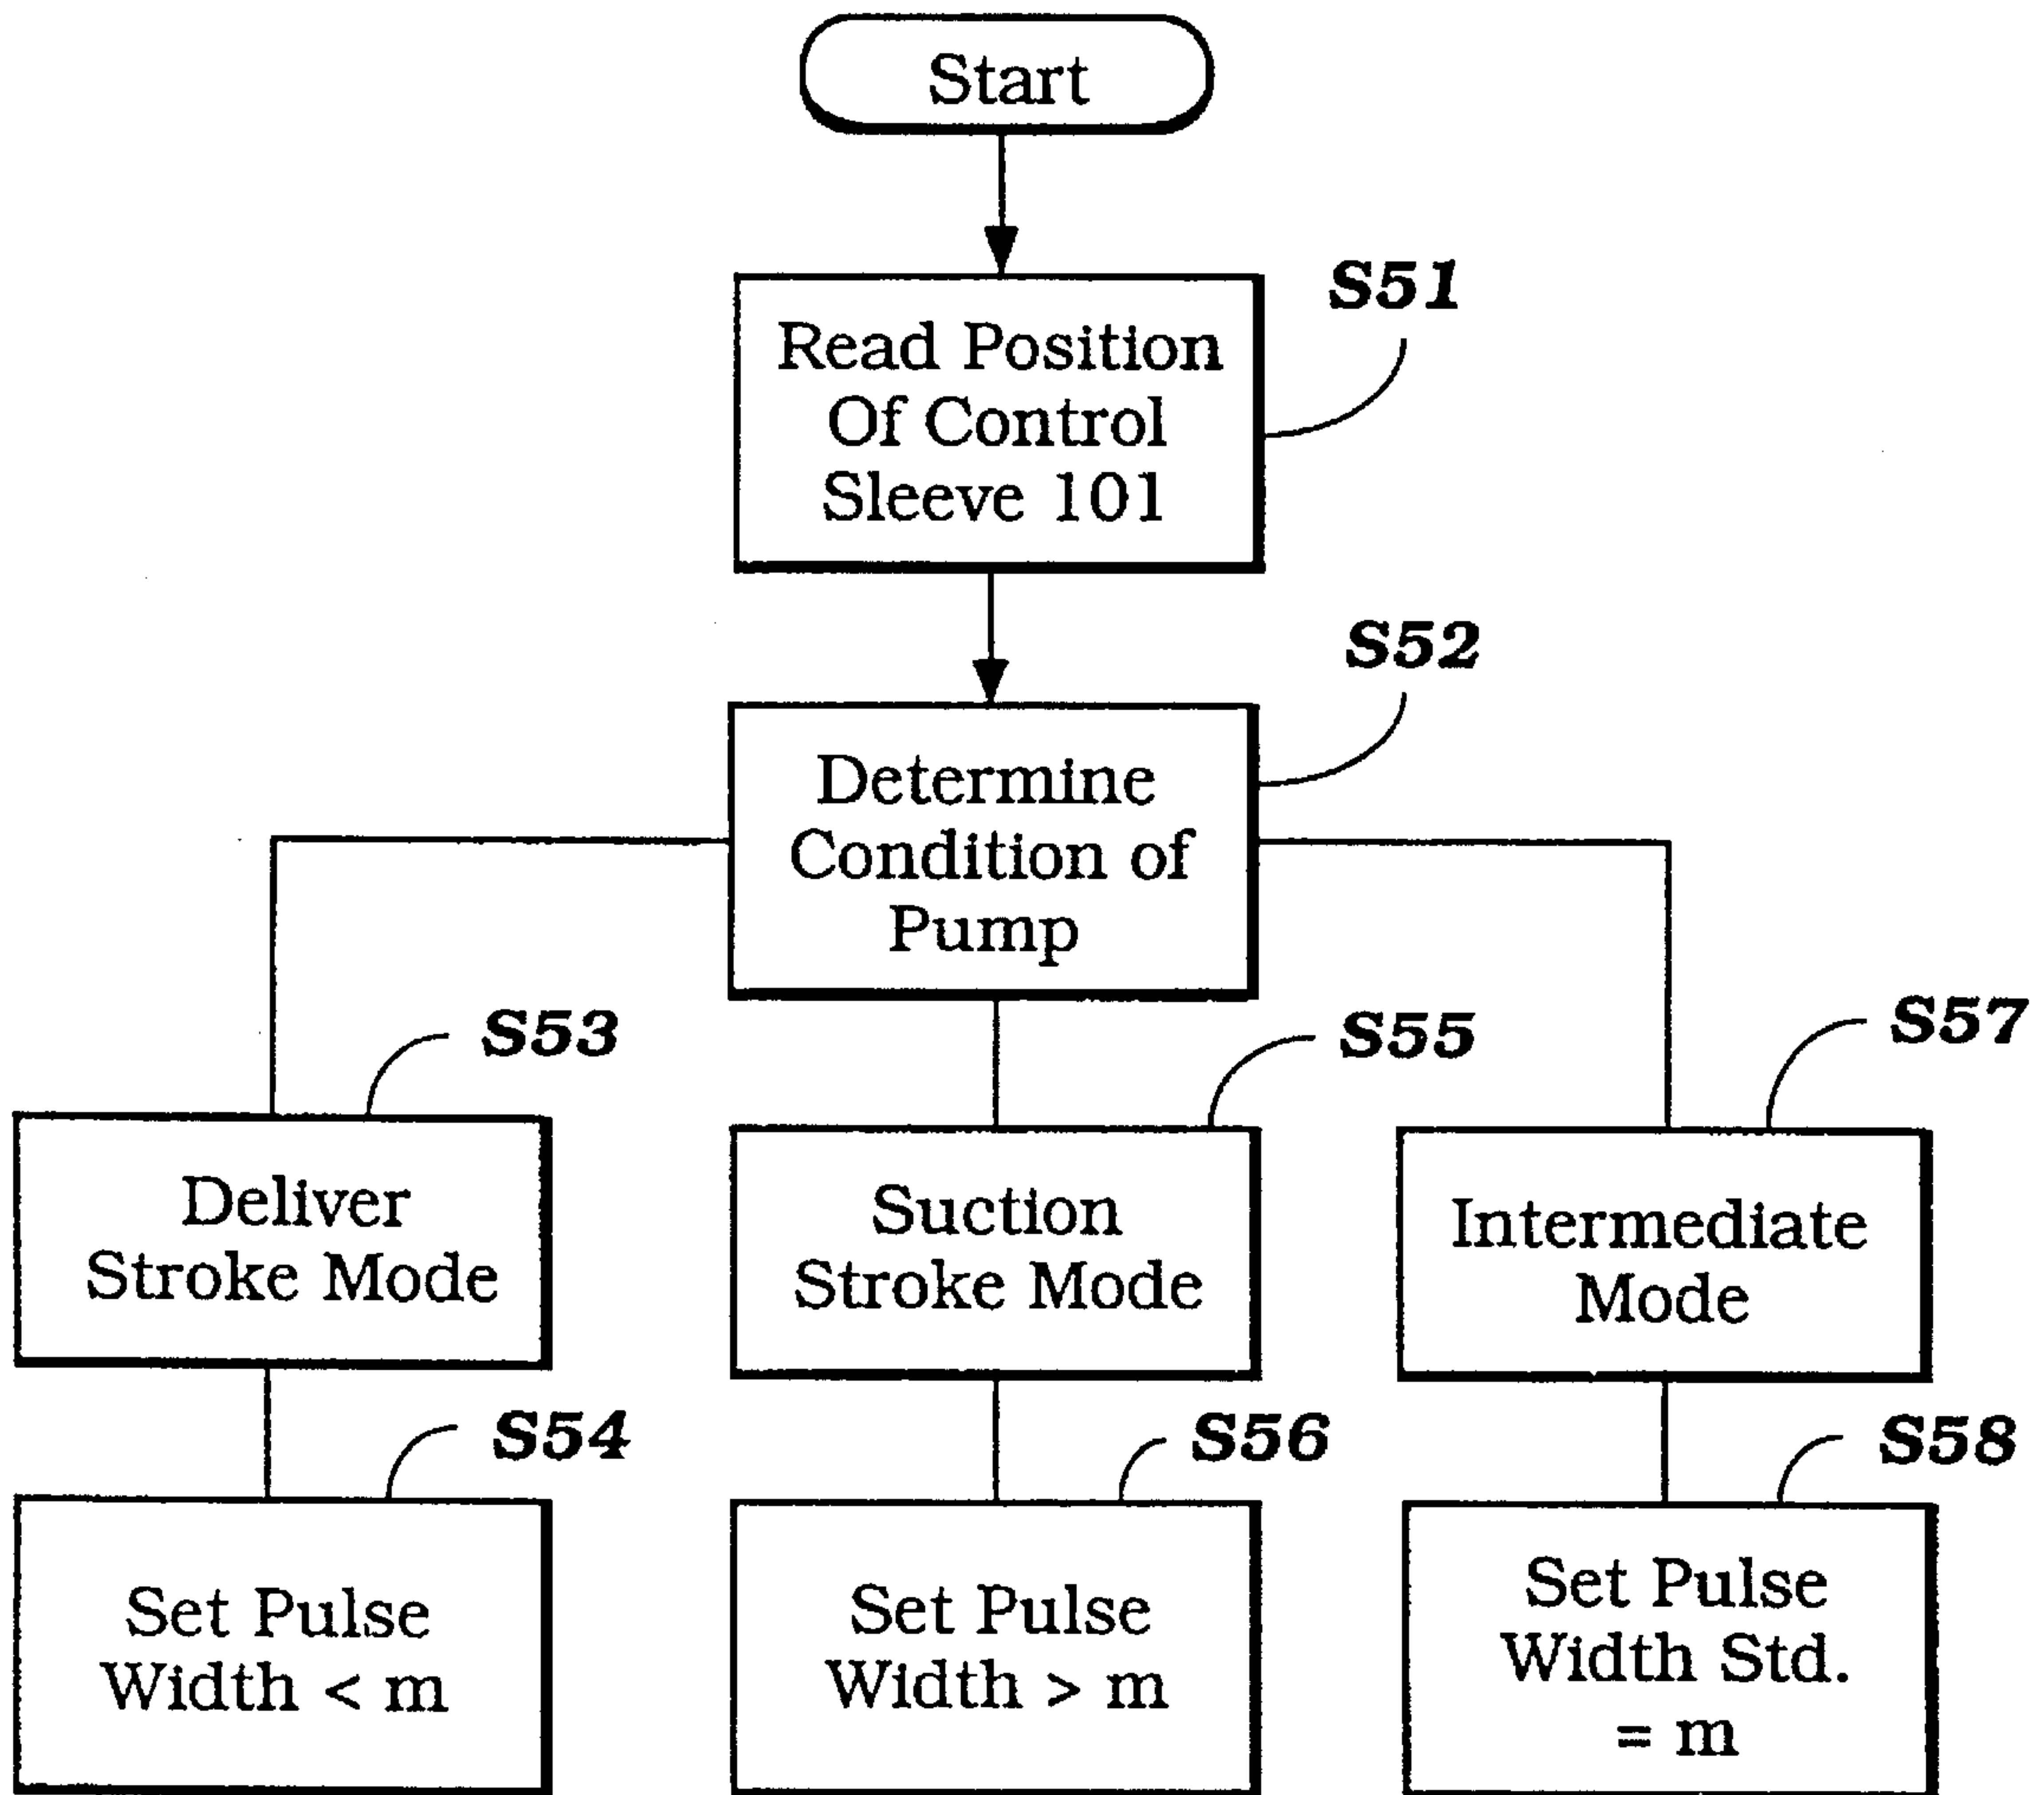 Start
S51
Read Position
Of Control
Sleeve 101
S52
Determine
Condition of
Pump
S53
Deliver
Stroke Mode
S55
Suction
Stroke Mode
S57
Intermediate
Mode
S54
Set Pulse
Width < m
S56
Set Pulse
Width > m
S58
Set Pulse
Width Std.
= m